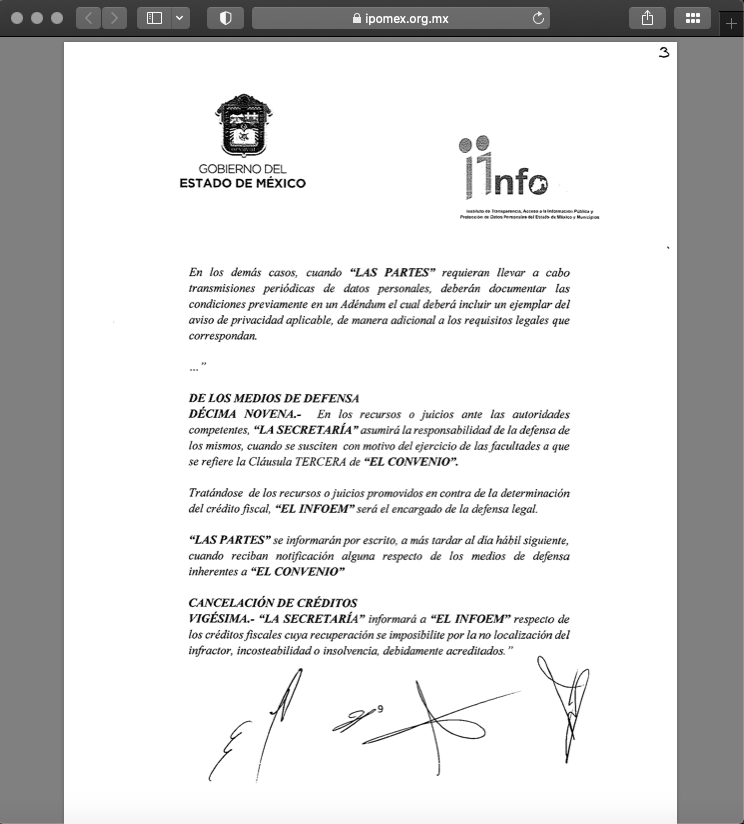 ipomex.org.mx
3
GOBIERNO DEL
ESTADO DE MÉXICO
infо
Instituto de Transparencia, Acceso a la Información Pública y
Protección de Datos Personales del Estado de México y Municipios
En los demás casos, cuando “LAS PARTES” requieran llevar a cabo
transmisiones periódicas de datos personales, deberán documentar las
condiciones previamente en un Adéndum el cual deberá incluir un ejemplar del
aviso de privacidad aplicable, de manera adicional a los requisitos legales que
correspondan.
...”
DE LOS MEDIOS DE DEFENSA
DÉCIMA NOVENA.- En los recursos o juicios ante las autoridades
competentes, “LA SECRETARÍA” asumirá la responsabilidad de la defensa de
los mismos, cuando se susciten con motivo del ejercicio de las facultades a que
se refiere la Cláusula TERCERA de “EL CONVENIO”.
Tratándose de los recursos o juicios promovidos en contra de la determinación
del crédito fiscal, “EL INFOEM” será el encargado de la defensa legal.
“LAS PARTES” se informarán por escrito, a más tardar al día hábil siguiente,
cuando reciban notificación alguna respecto de los medios de defensa
inherentes a “EL CONVENIO”
CANCELACIÓN DE CRÉDITOS
VIGÉSIMA.- “LA SECRETARÍA” informará a “EL INFOEM” respecto de
los créditos fiscales cuya recuperación se imposibilite por la no localización del
infractor, incosteabilidad o insolvencia, debidamente acreditados.”
9